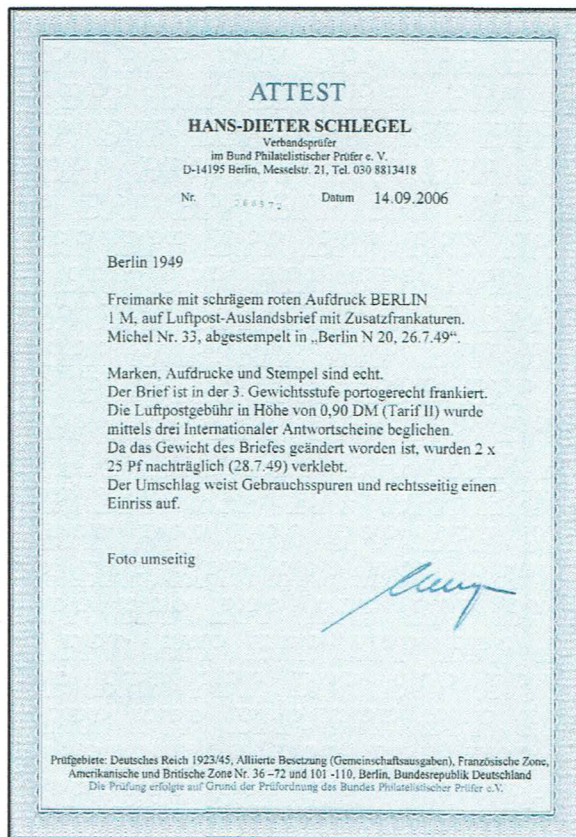 ATTEST
HANS-DIETER SCHLEGEL
Verbandsprüfer
im Bund Philatelistischer Prüfer e. V.
D-14195 Berlin, Messelstr. 21, Tel. 030 8813418
Nr. Datum 14.09.2006
Berlin 1949
Freimarke mit schrägem roten Aufdruck BERLIN
1 M, auf Luftpost-Auslandsbrief mit Zusatzfrankaturen.
Michel Nr. 33, abgestempelt in „Berlin N 20, 26.7.49“.
Marken, Aufdrucke und Stempel sind echt.
Der Brief ist in der 3. Gewichtsstufe portogerecht frankiert.
Die Luftpostgebühr in Höhe von 0,90 DM (Tarif II) wurde
mittels drei Internationaler Antwortscheine beglichen.
Da das Gewicht des Briefes geändert worden ist, wurden 2 x
25 Pf nachträglich (28.7.49) verklebt.
Der Umschlag weist Gebrauchsspuren und rechtsseitig einen
Einriss auf.
Foto umseitig
Prüfgebiete: Deutsches Reich 1923/45, Alliierte Besetzung (Gemeinschaftsausgaben), Französische Zone,
Amerikanische und Britische Zone Nr. 36 –72 und 101 -110, Berlin, Bundesrepublik Deutschland
Die Prüfung erfolgte auf Grund der Prüfordnung des Bundes Philatelistischer Prüfer e.V.